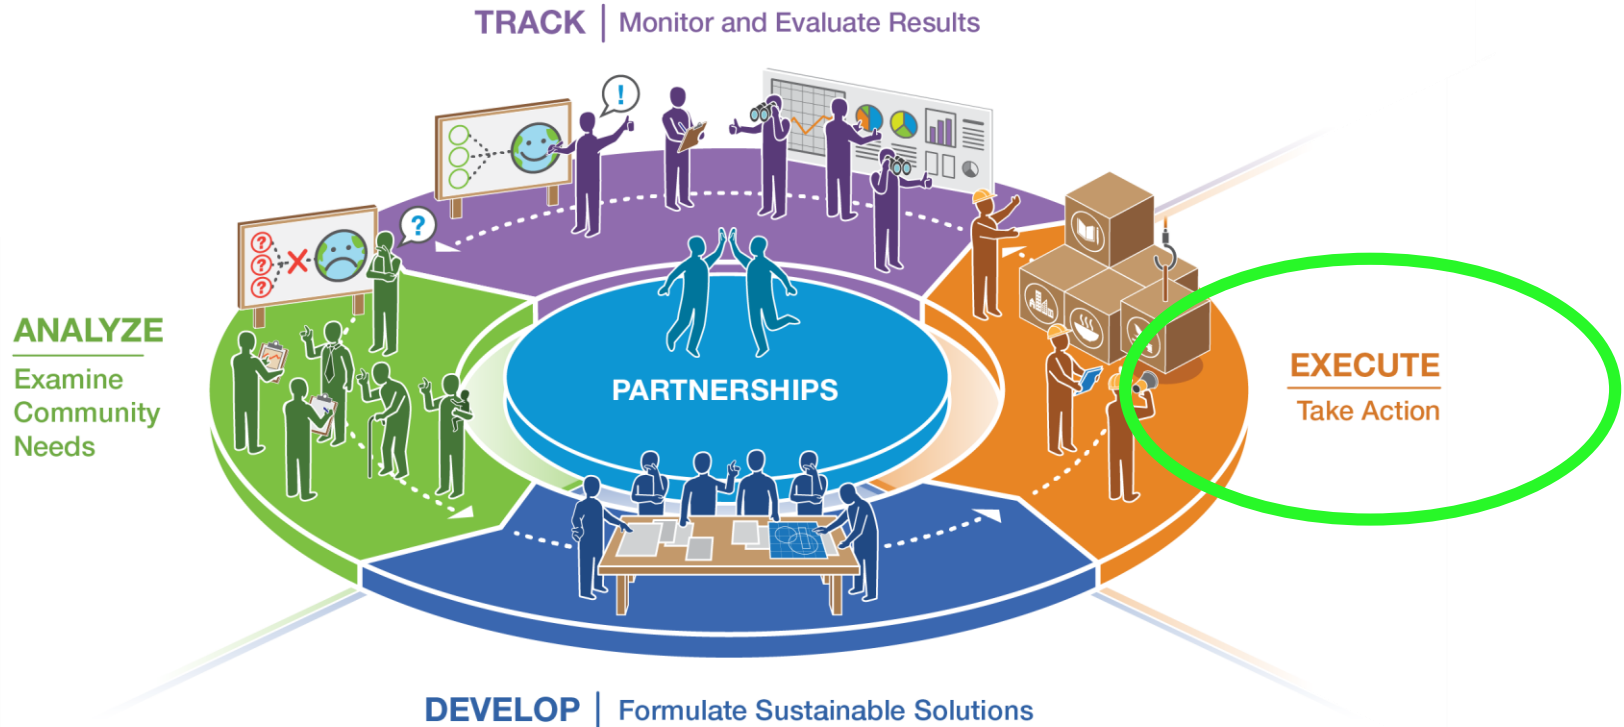 TRACK | Monitor and Evaluate Results
!
?
? 
?
?
ANALYZE
Examine
Community
Needs
PARTNERSHIPS
EXECUTE
Take Action
DEVELOP | Formulate Sustainable Solutions